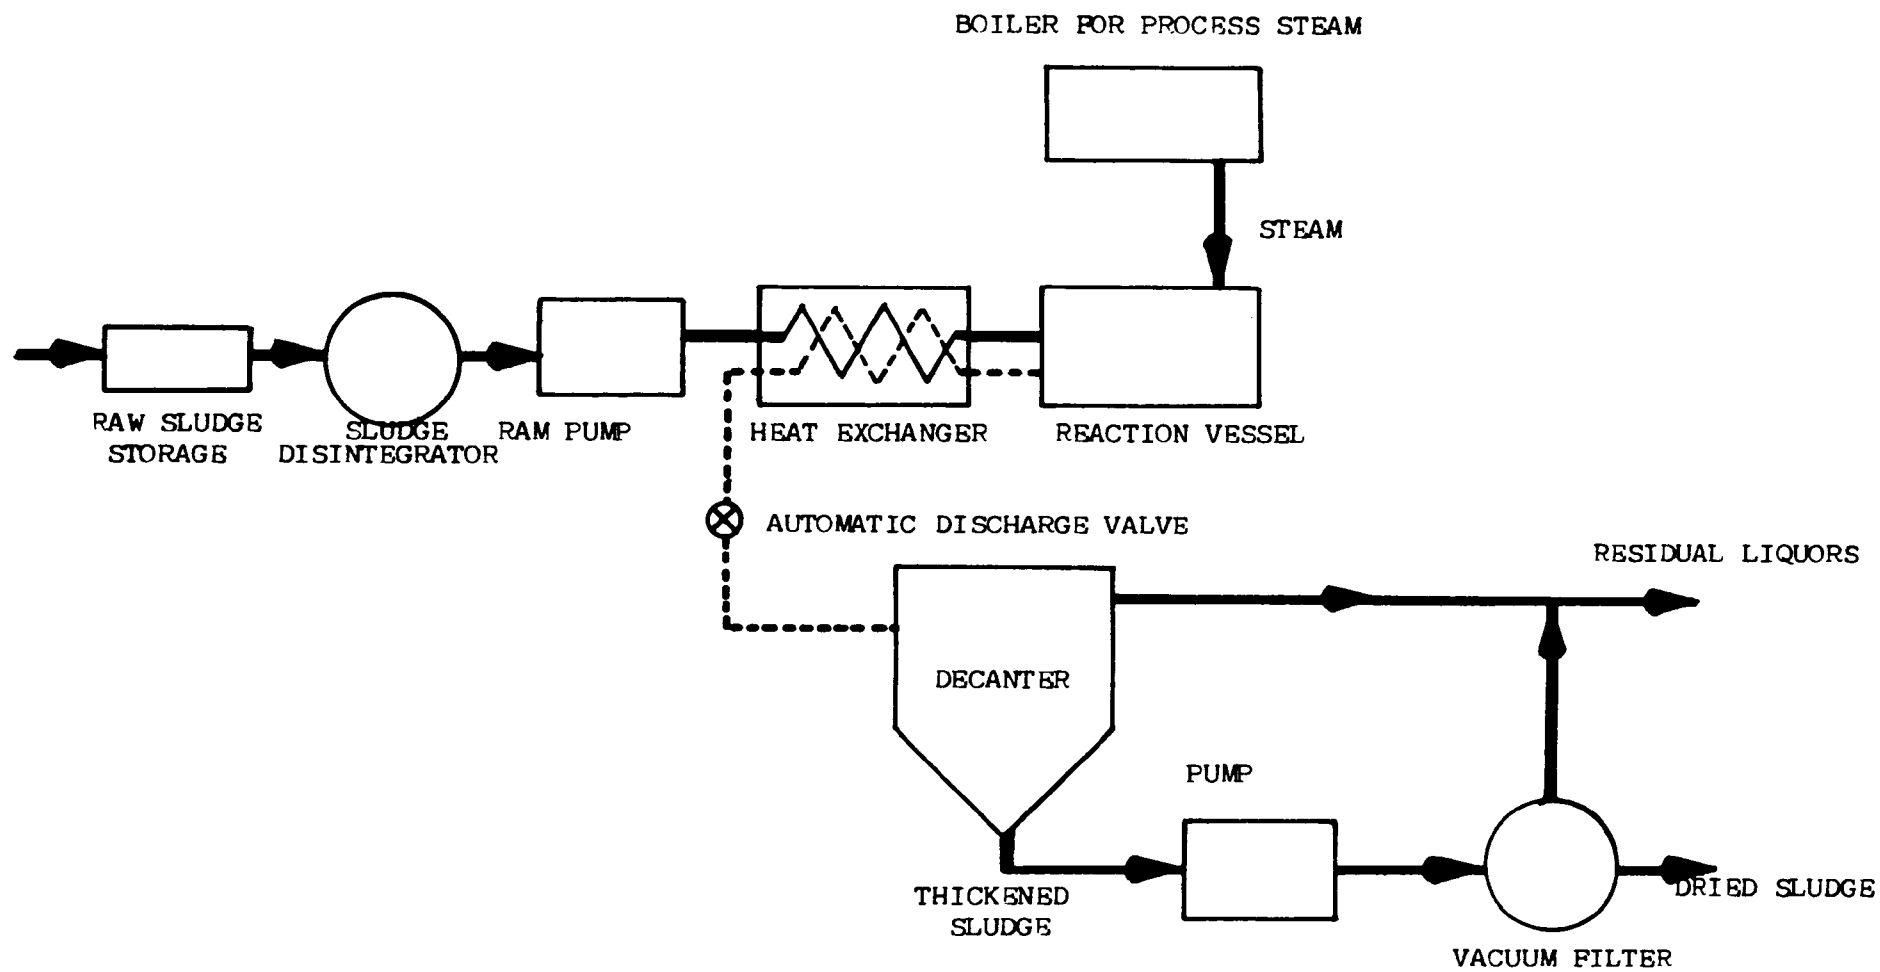 BOILER FOR PROCESS STEAM
STEAM
RAW SLUDGE
STORAGE
SLUDGE
DISINTEGRATOR
RAM PUMP
HEAT EXCHANGER
REACTION VESSEL
AUTOMATIC DISCHARGE VALVE
RESIDUAL LIQUORS
DECANTER
PUMP
THICKENED
SLUDGE
DRIED SLUDGE
VACUUM FILTER